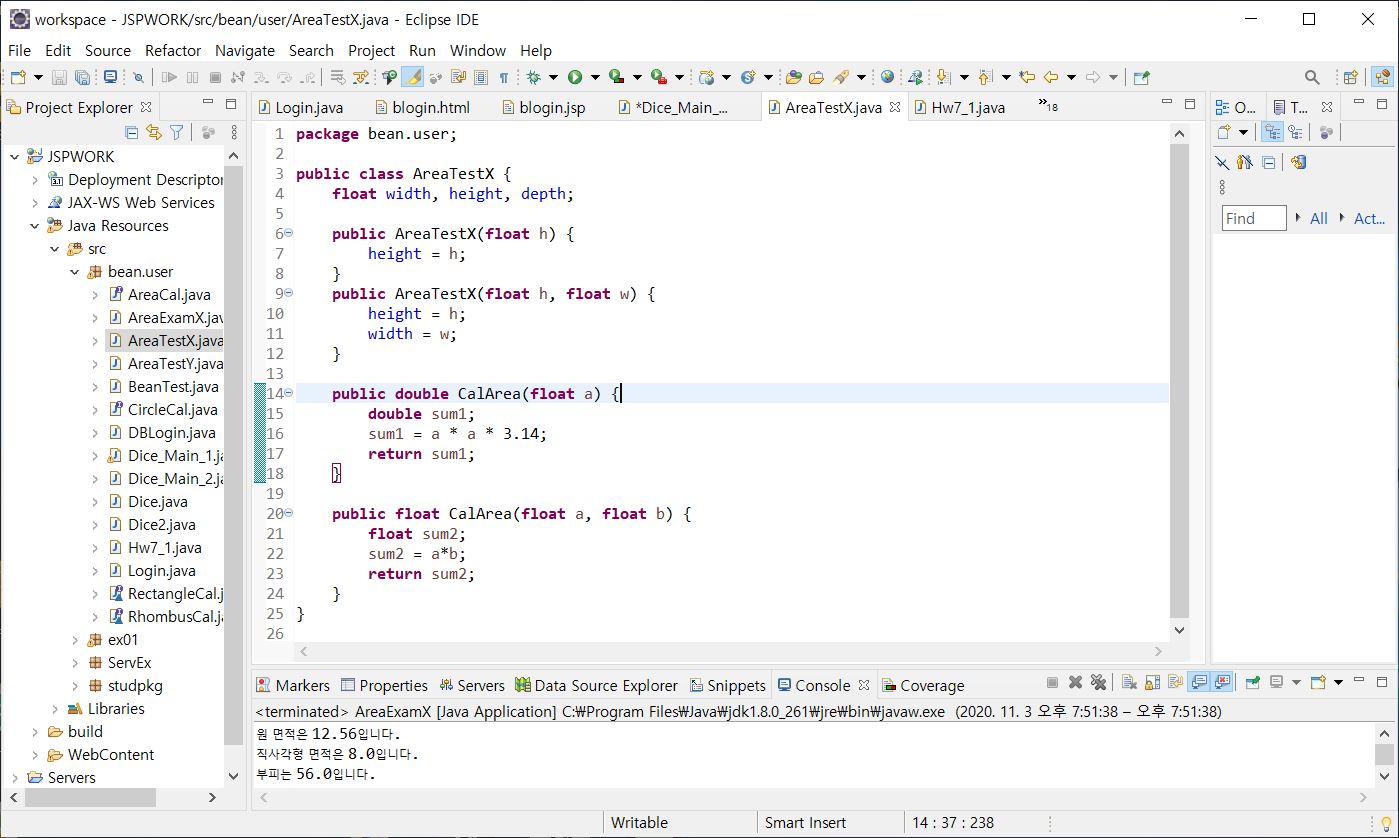 workspace - JSPWORK/src/bean/user/AreaTestX.java - Eclipse IDE
File Edit Source Refactor Navigate Search Project Run Window Help
Project Explorer
Login.java blogin.html blogin.jsp *Dice_Main_... AreaTestX.java Hw7_1.java »18
O... T...
JSPWORK
Deployment Descriptor
JAX-WS Web Services
Java Resources
src
bean.user
AreaCal.java
AreaExamX.jav
AreaTestX.java
AreaTestY.java
BeanTest.java
CircleCal.java
DBLogin.java
Dice_Main_1.ja
Dice_Main_2.ja
Dice.java
Dice2.java
Hw7_1.java
Login.java
RectangleCal.j
RhombusCal.ja
ex01
ServEx
studpkg
Libraries
build
WebContent
Servers
1 package bean.user;
2
3 public class AreaTestX {
4 float width, height, depth;
5
6 public AreaTestX(float h) {
7 height = h;
8 }
9 public AreaTestX(float h, float w) {
10 height = h;
11 width = w;
12 }
13
14 public double CalArea(float a) {
15 double sum1;
16 sum1 = a * a * 3.14;
17 return sum1;
18 }
19
20 public float CalArea(float a, float b) {
21 float sum2;
22 sum2 = a*b;
23 return sum2;
24 }
25 }
26
Find All Act...
Markers Properties Servers Data Source Explorer Snippets Console Coverage
<terminated> AreaExamX [Java Application] C:₩Program Files₩Java₩jdk1.8.0_261₩jre₩bin₩javaw.exe (2020. 11. 3 오후 7:51:38 – 오후 7:51:38)
원 면적은 12.56입니다.
직사각형 면적은 8.0입니다.
부피는 56.0입니다.
Writable Smart Insert 14 : 37 : 238